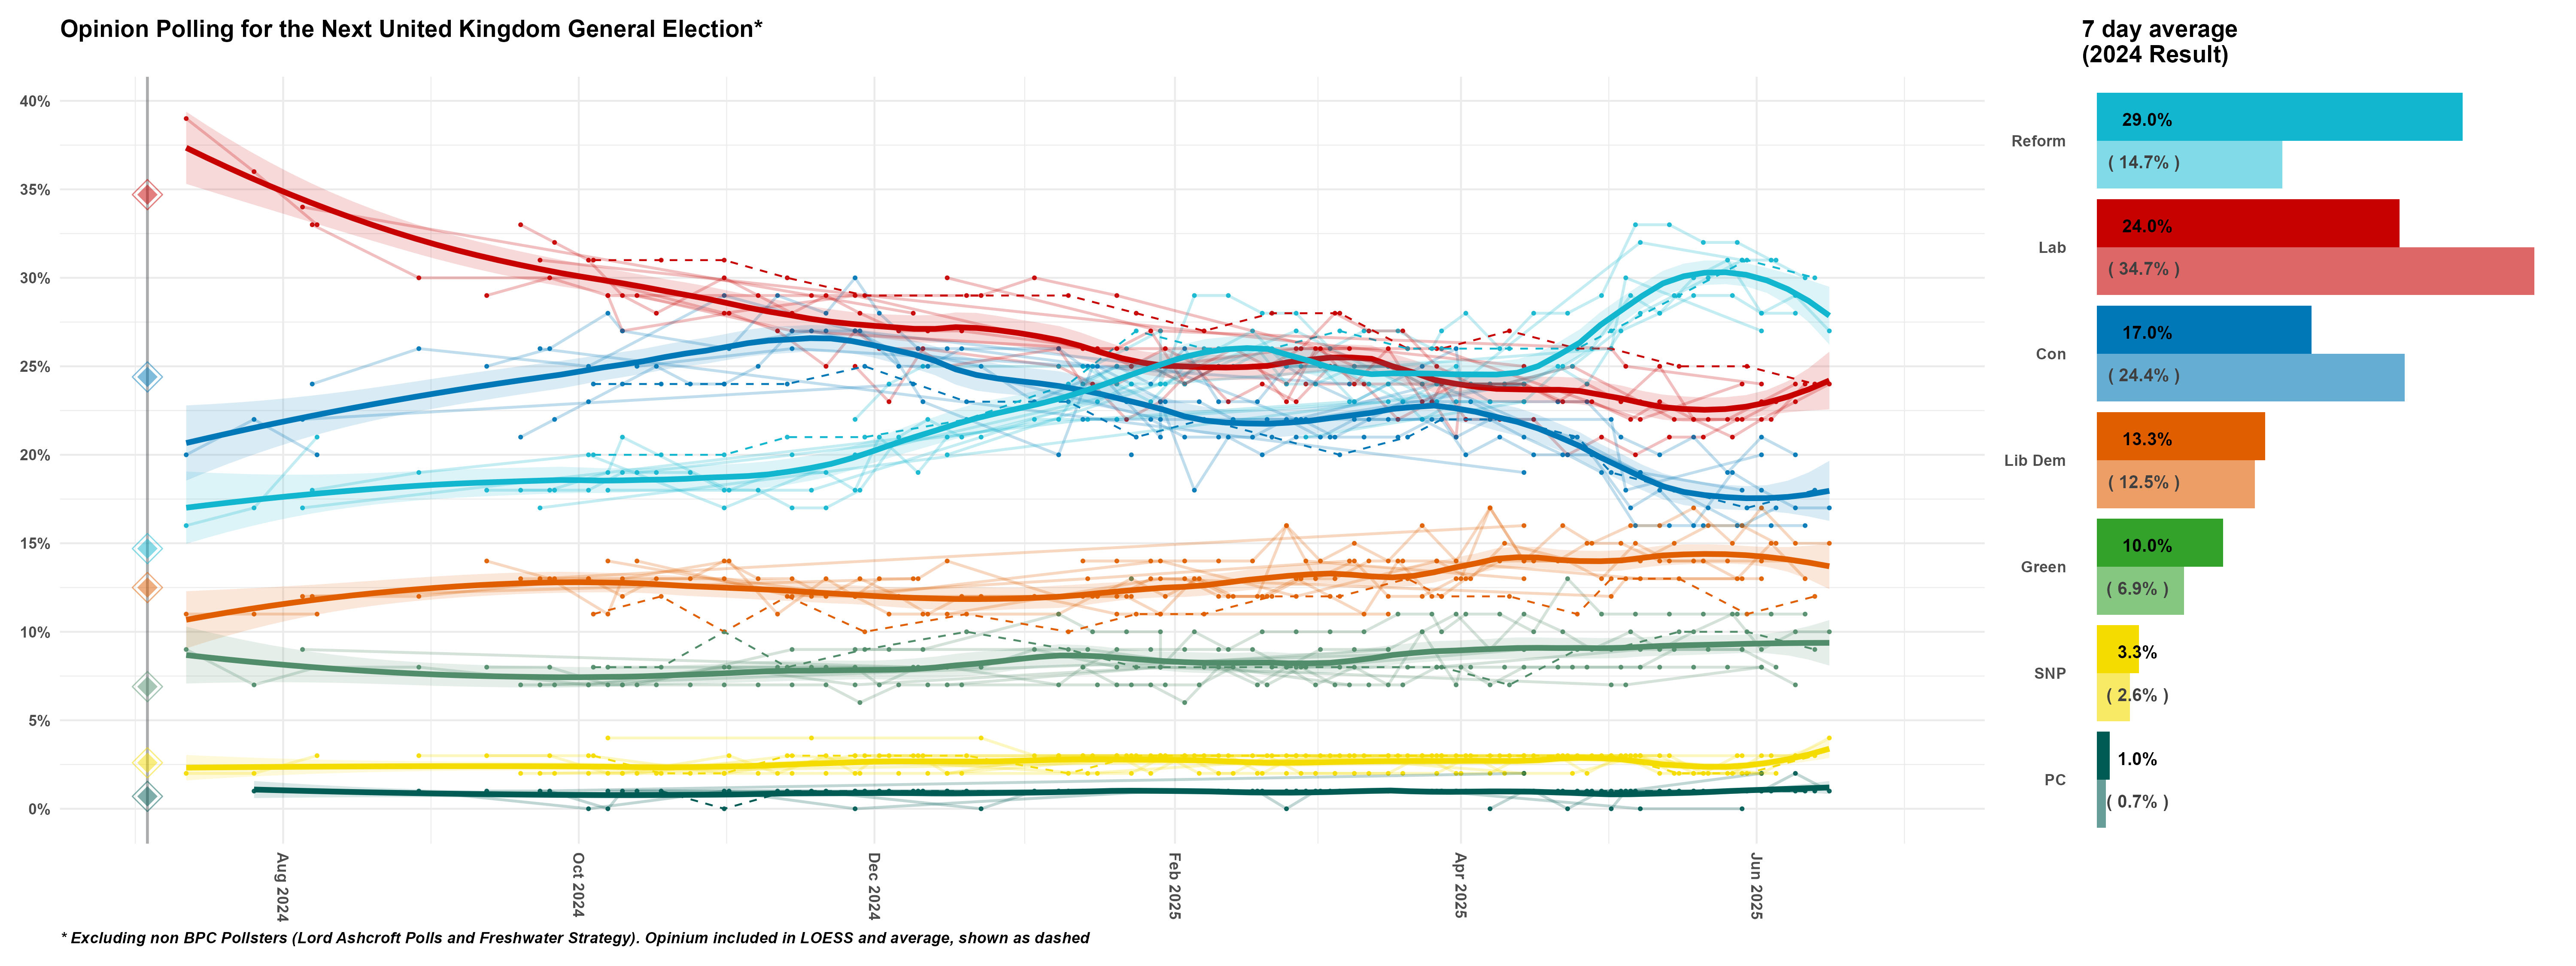 Opinion Polling for the Next United Kingdom General Election*
7 day average
(2024 Result)
40%
35%
30%
25%
20%
15%
10%
5%
0%
Aug 2024
Oct 2024
Dec 2024
Feb 2025
Apr 2025
Jun 2025
Reform
29.0%
( 14.7% )
Lab
24.0%
( 34.7% )
Con
17.0%
( 24.4% )
Lib Dem
13.3%
( 12.5% )
Green
10.0%
( 6.9% )
SNP
3.3%
( 2.6% )
PC
1.0%
( 0.7% )
* Excluding non BPC Pollsters (Lord Ashcroft Polls and Freshwater Strategy). Opinium included in LOESS and average, shown as dashed